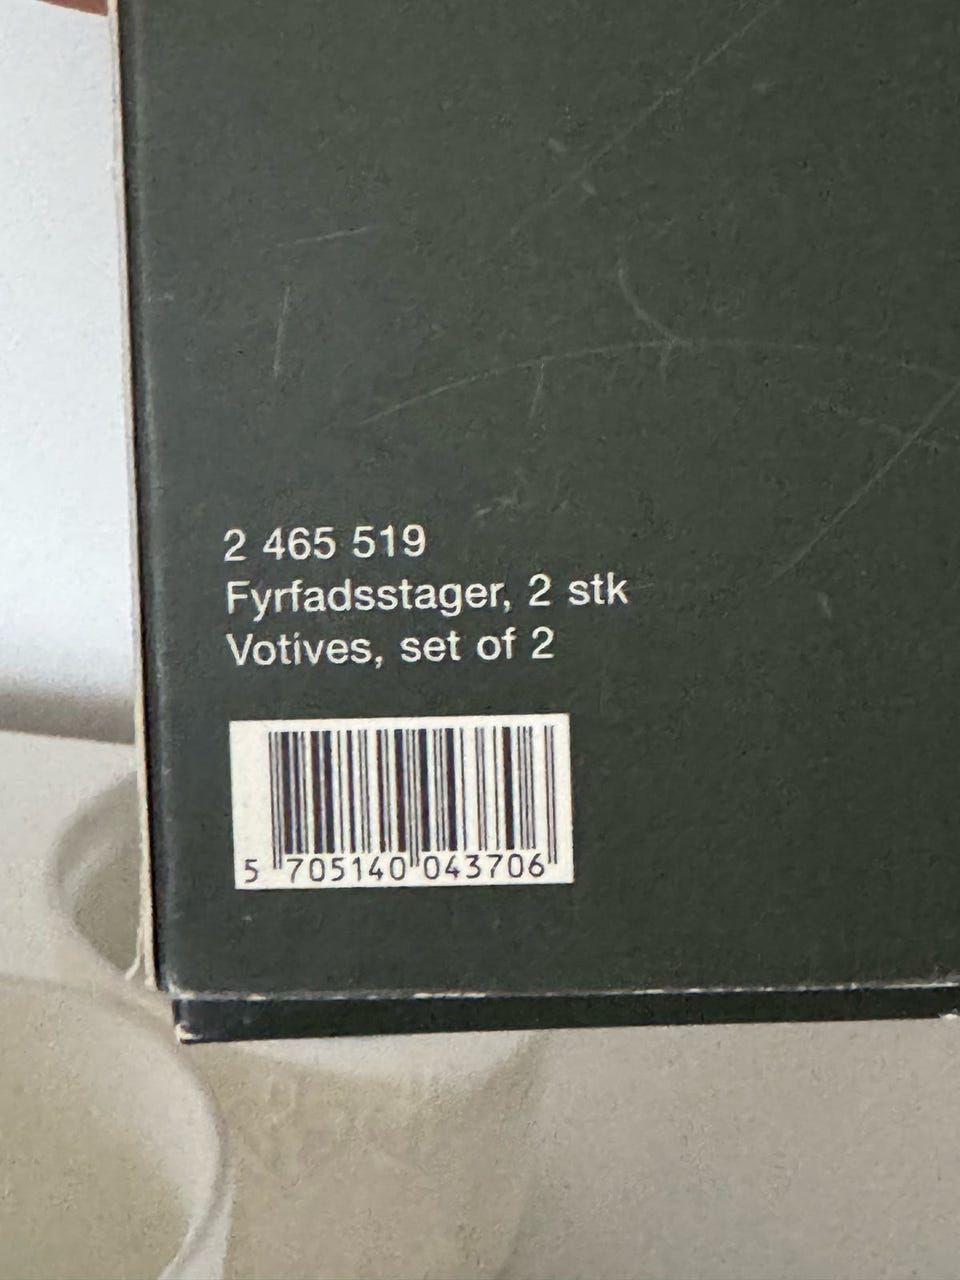 2 465 519
Fyrfadsstager, 2 stk
Votives, set of 2
5 705140 043706